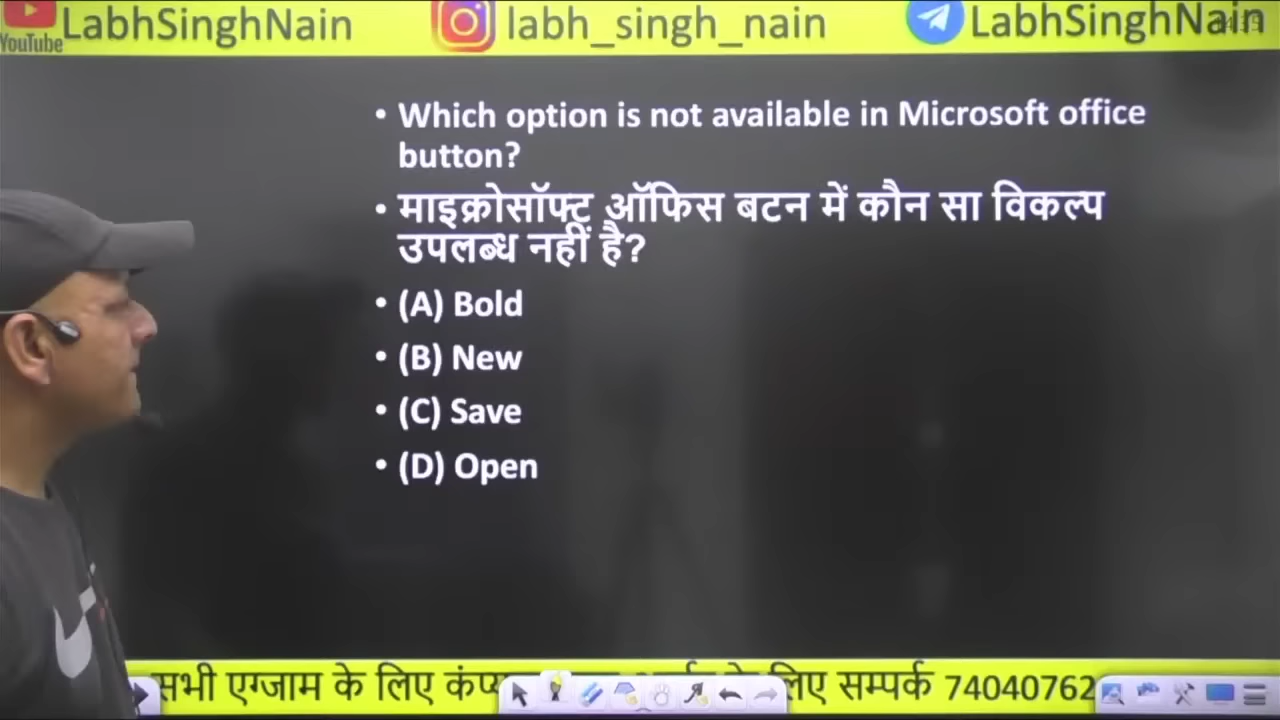 YouTube LabhSinghNain labh_singh_nain LabhSinghNain
• Which option is not available in Microsoft office
button?
• माइक्रोसॉफ्ट ऑफिस बटन में कौन सा विकल्प
उपलब्ध नहीं है?
• (A) Bold
• (B) New
• (C) Save
• (D) Open
सभी एग्जाम के लिए लिए सम्पर्क 74040762